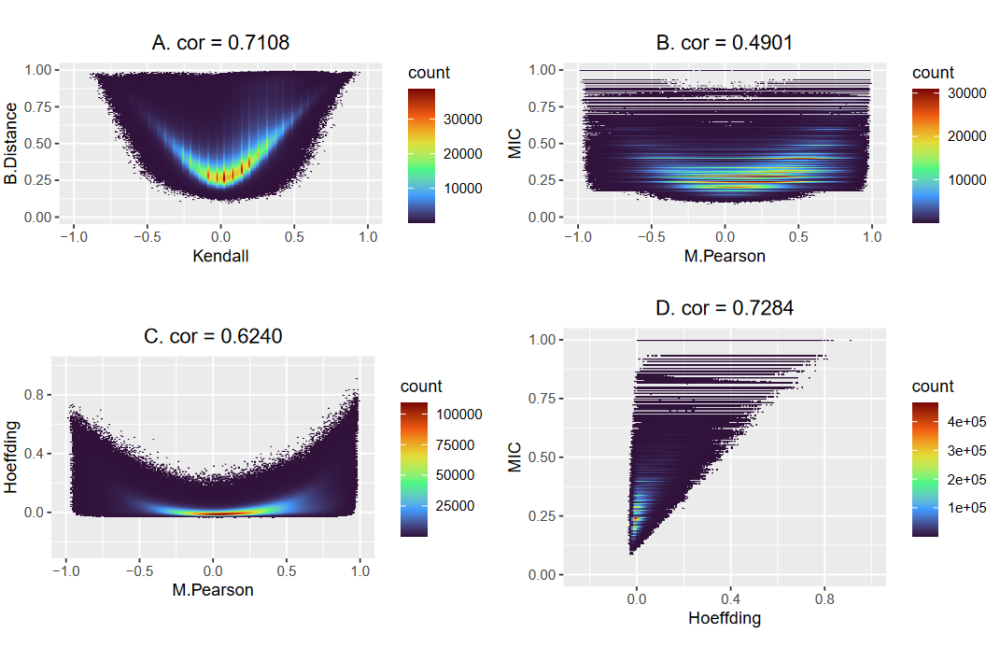 A. cor = 0.7108
B.Distance
1.00
0.75
0.50
0.25
0.00
−1.0 −0.5 0.0 0.5 1.0
Kendall
count
30000
20000
10000
B. cor = 0.4901
MIC
1.00
0.75
0.50
0.25
0.00
−1.0 −0.5 0.0 0.5 1.0
M.Pearson
count
30000
20000
10000
C. cor = 0.6240
Hoeffding
0.8
0.4
0.0
−1.0 −0.5 0.0 0.5 1.0
M.Pearson
count
100000
75000
50000
25000
D. cor = 0.7284
MIC
1.00
0.75
0.50
0.25
0.00
0.0 0.4 0.8
Hoeffding
count
4e+05
3e+05
2e+05
1e+05